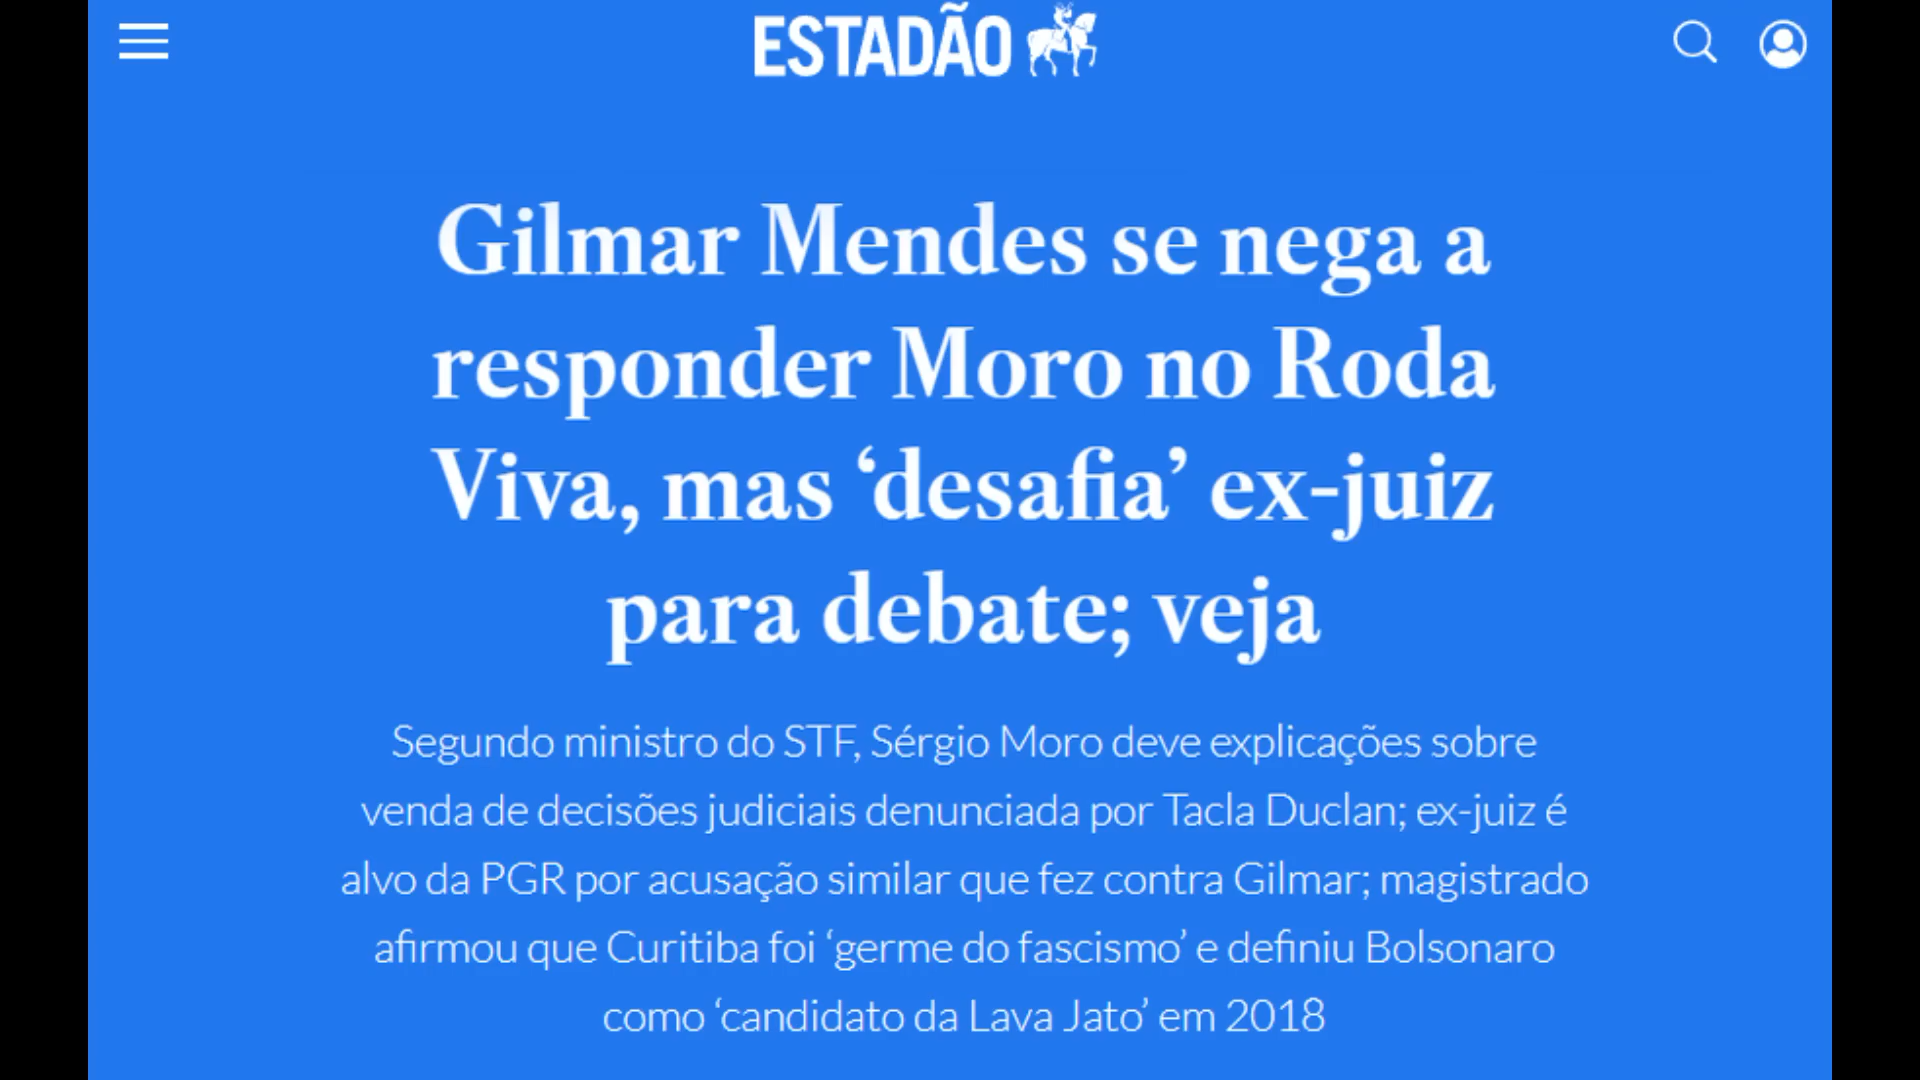 ESTADÃO
Gilmar Mendes se nega a
responder Moro no Roda
Viva, mas ‘desafia’ ex-juiz
para debate; veja
Segundo ministro do STF, Sérgio Moro deve explicações sobre
venda de decisões judiciais denunciada por Tacla Duclan; ex-juiz é
alvo da PGR por acusação similar que fez contra Gilmar; magistrado
afirmou que Curitiba foi ‘germe do fascismo’ e definiu Bolsonaro
como ‘candidato da Lava Jato’ em 2018